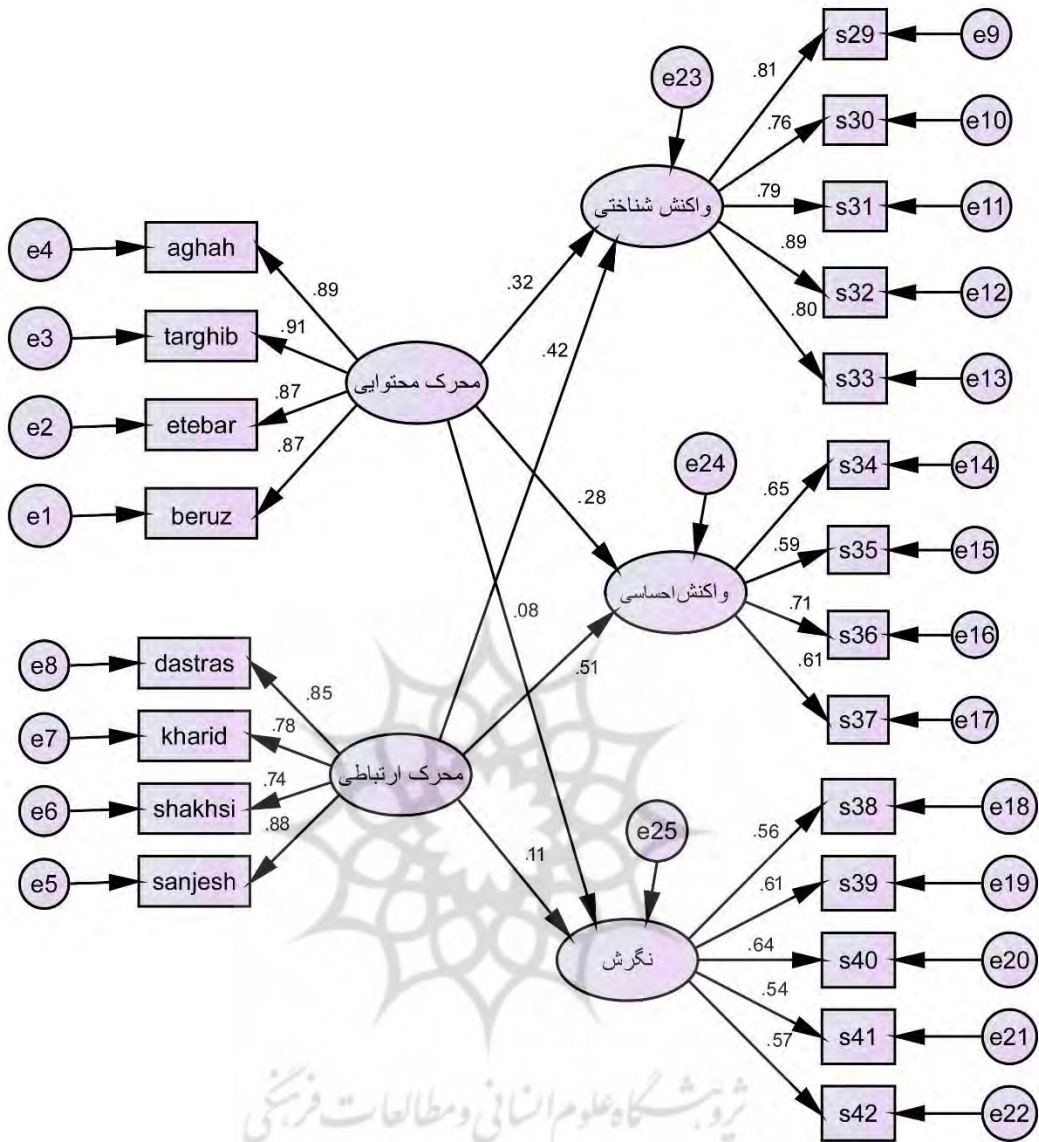 s29
e9
.81
e23
s30
e10
.76
واکنش شناختی
.79
s31
e11
.89
s32
e12
.80
s33
e13
e4
aghah
.89
e3
targhib
.91
محرک محتوایی
e2
etebar
.87
e1
beruz
.87
.32
.42
.28
.08
.51
.11
e24
s34
e14
.65
s35
e15
.59
واکنش احساسی
.71
s36
e16
.61
s37
e17
e8
dastras
.85
e7
kharid
.78
محرک ارتباطی
e6
shakhsi
.74
e5
sanjesh
.88
e25
s38
e18
.56
s39
e19
.61
نگرش
.64
s40
e20
.54
s41
e21
.57
s42
e22
پژوهشگاه علوم انسانی و مطالعات فرهنگی